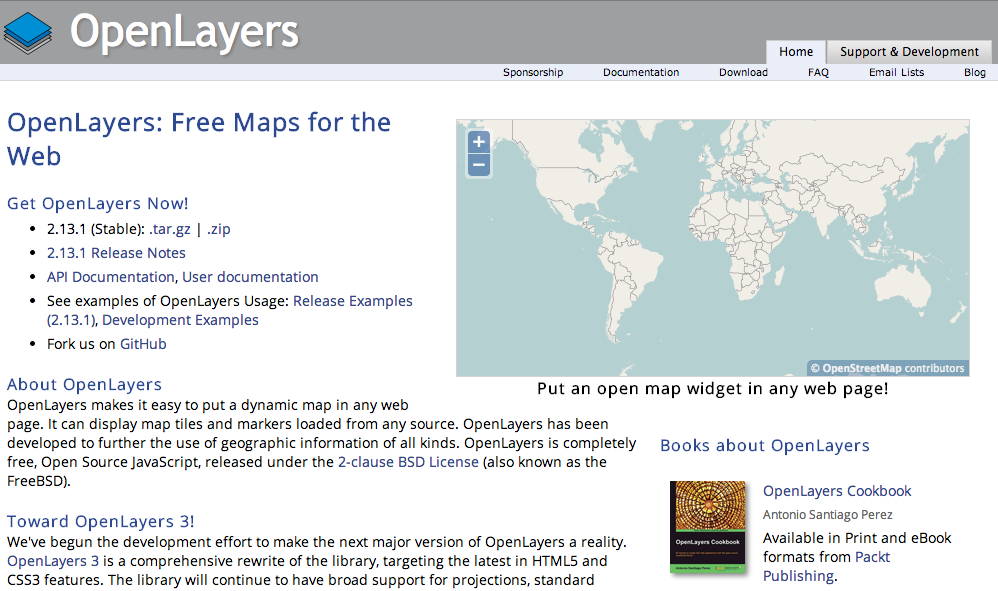 OpenLayers
Home
Support & Development
Sponsorship
Documentation
Download
FAQ
Email Lists
Blog
OpenLayers: Free Maps for the
Web
Get OpenLayers Now!
2.13.1 (Stable): .tar.gz | .zip
2.13.1 Release Notes
API Documentation, User documentation
See examples of OpenLayers Usage: Release Examples
(2.13.1), Development Examples
Fork us on GitHub
+
−
© OpenStreetMap contributors
Put an open map widget in any web page!
About OpenLayers
OpenLayers makes it easy to put a dynamic map in any web
page. It can display map tiles and markers loaded from any source. OpenLayers has been
developed to further the use of geographic information of all kinds. OpenLayers is completely
free, Open Source JavaScript, released under the 2-clause BSD License (also known as the
FreeBSD).
Toward OpenLayers 3!
We've begun the development effort to make the next major version of OpenLayers a reality.
OpenLayers 3 is a comprehensive rewrite of the library, targeting the latest in HTML5 and
CSS3 features. The library will continue to have broad support for projections, standard
Books about OpenLayers
OpenLayers Cookbook
Antonio Santiago Perez
OpenLayers Cookbook
Antonio Santiago Perez
Available in Print and eBook
formats from Packt
Publishing.